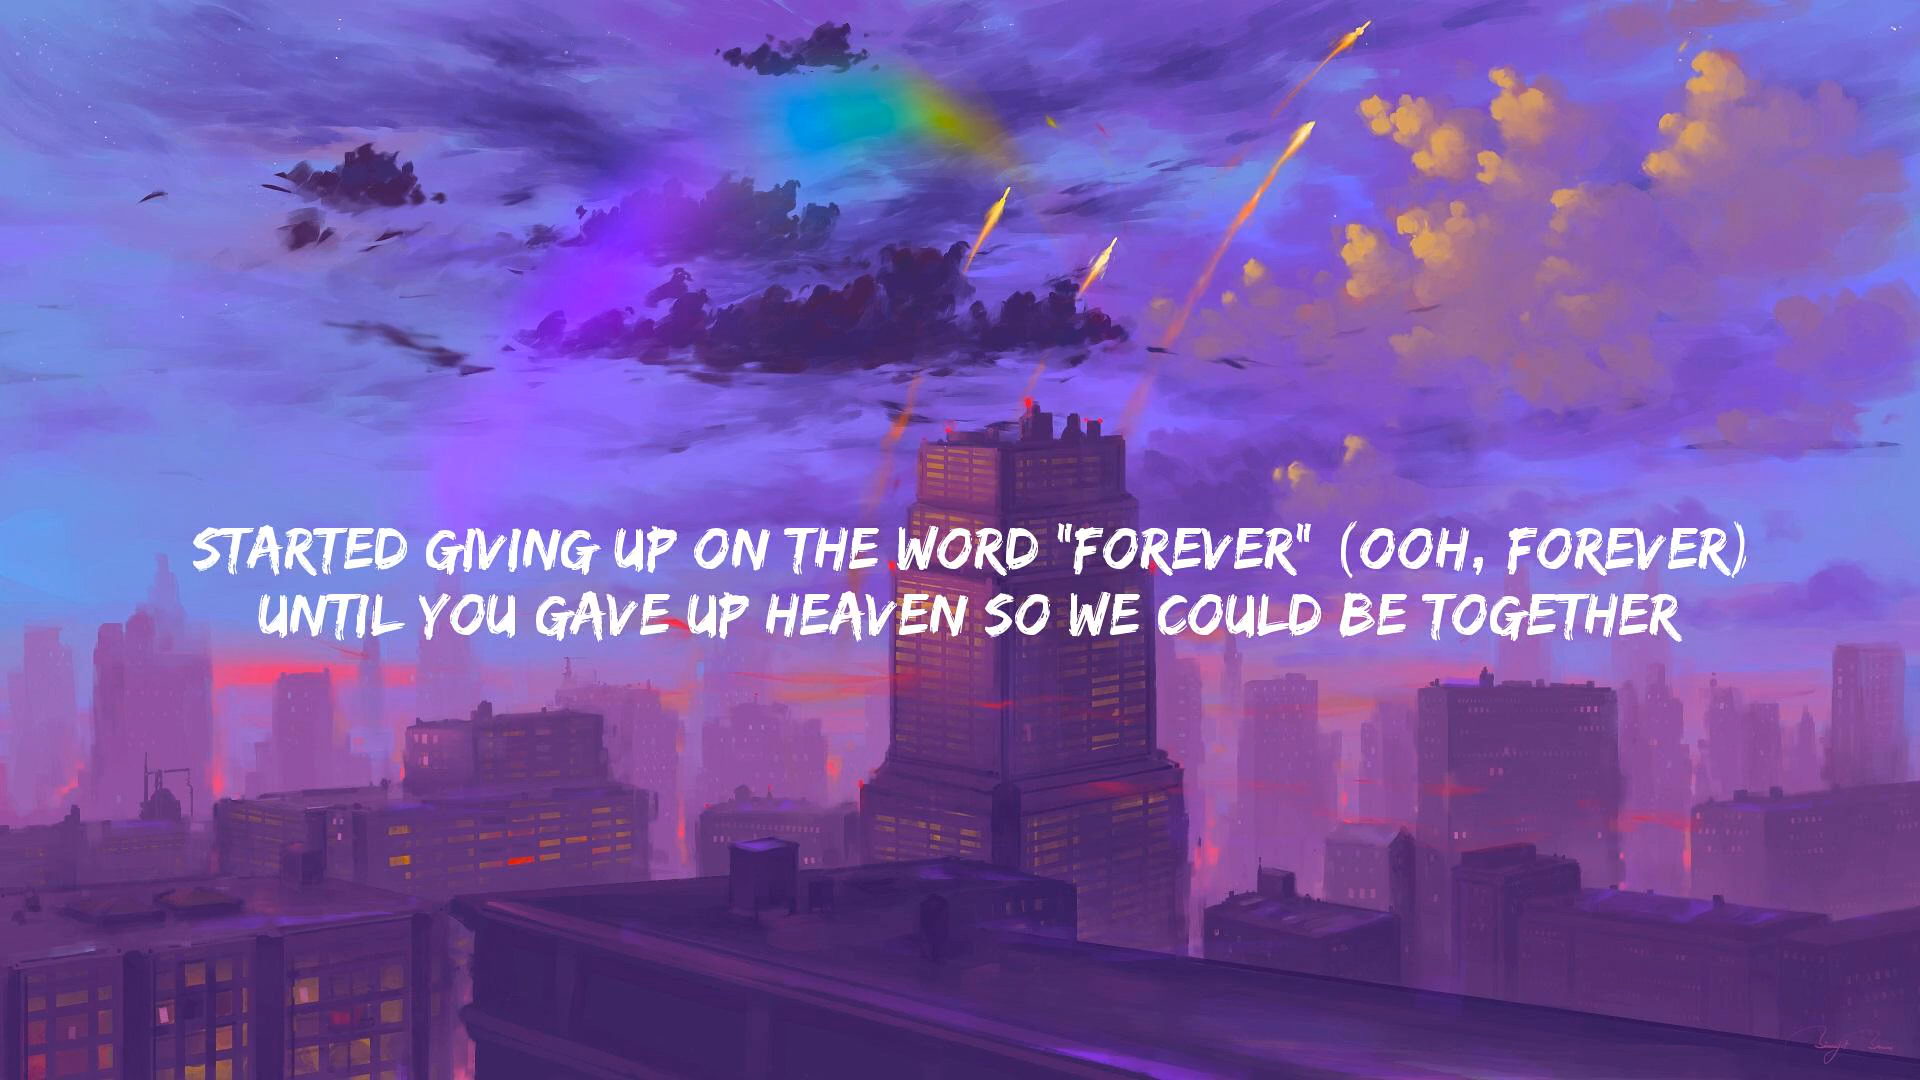 STARTED GIVING UP ON THE WORD "FOREVER" (OOH, FOREVER)
UNTIL YOU GAVE UP HEAVEN SO WE COULD BE TOGETHER